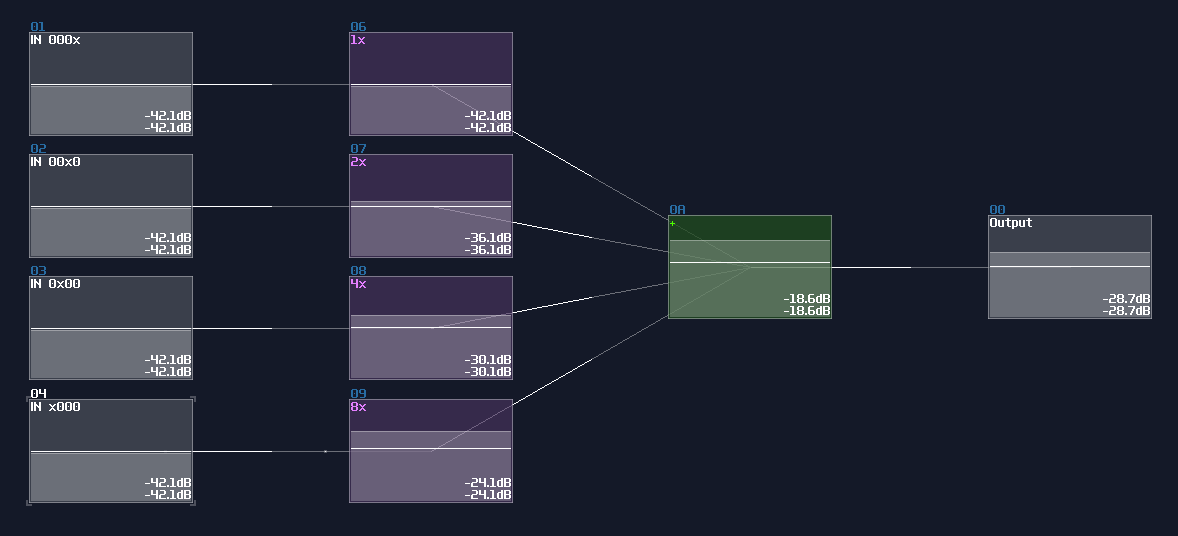 01
IN 000x
-42.1dB
-42.1dB
06
1x
-42.1dB
-42.1dB
02
IN 00x0
-42.1dB
-42.1dB
07
2x
-36.1dB
-36.1dB
03
IN 0x00
-42.1dB
-42.1dB
08
4x
-30.1dB
-30.1dB
04
IN x000
-42.1dB
-42.1dB
09
8x
-24.1dB
-24.1dB
0A
+
-18.6dB
-18.6dB
00
Output
-28.7dB
-28.7dB